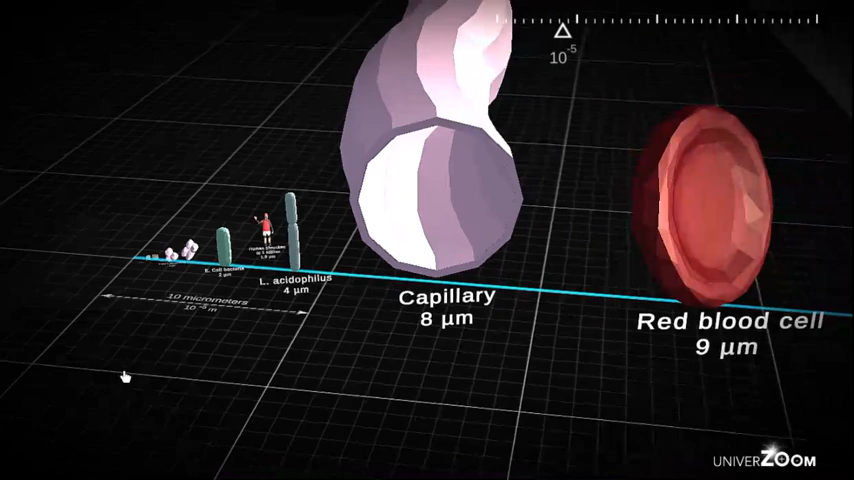 10⁻⁵
E. Coli bacteria
2 µm
L. acidophilus
4 µm
10 micrometers
10⁻⁵ m
Capillary
8 µm
Red blood cell
9 µm
UNIVERZOOM